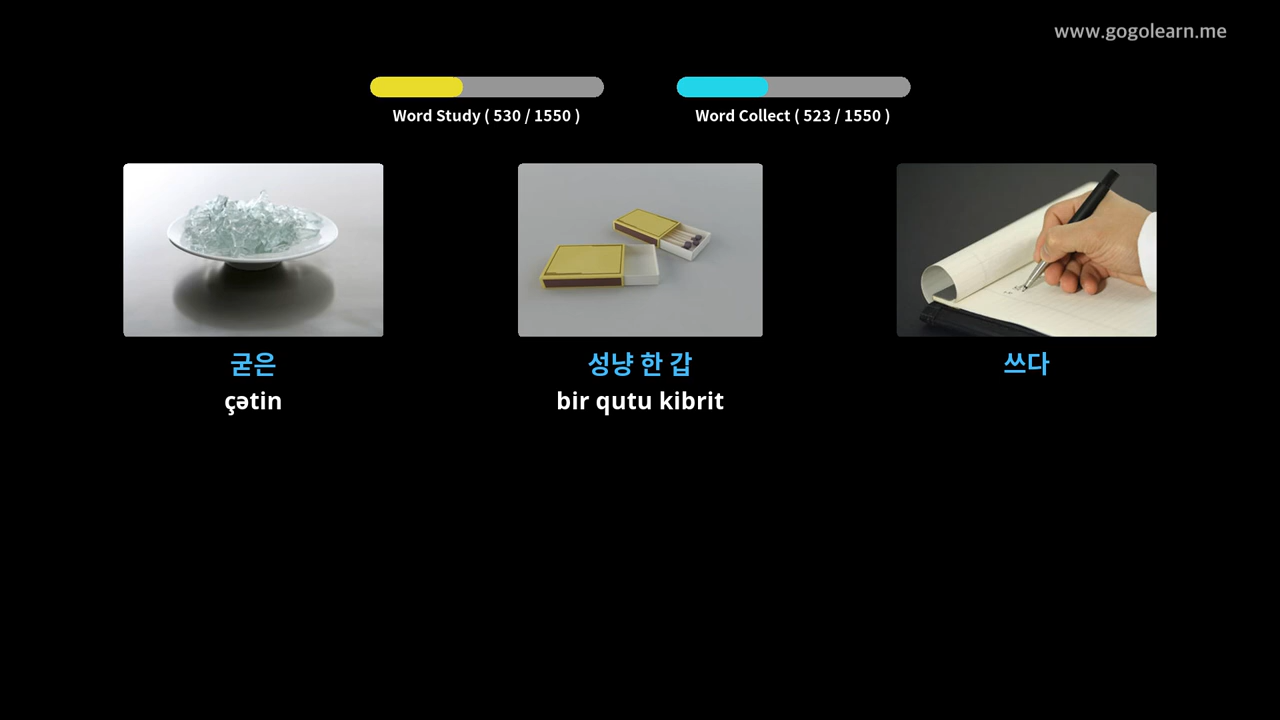 www.gogolearn.me
Word Study ( 530 / 1550 )
Word Collect ( 523 / 1550 )
굳은
çətin
성냥 한 갑
bir qutu kibrit
쓰다